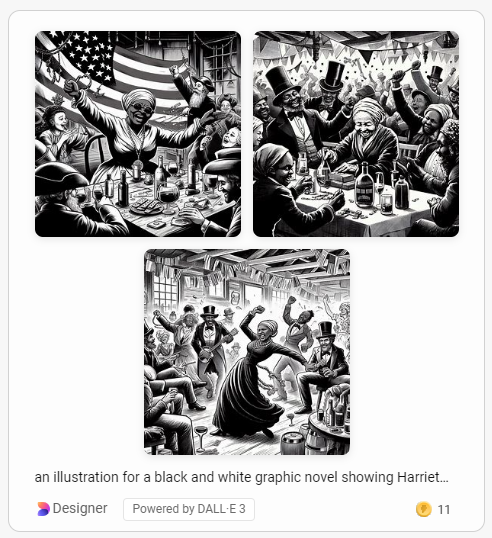 an illustration for a black and white graphic novel showing Harriet...
Designer
Powered by DALL·E 3
11